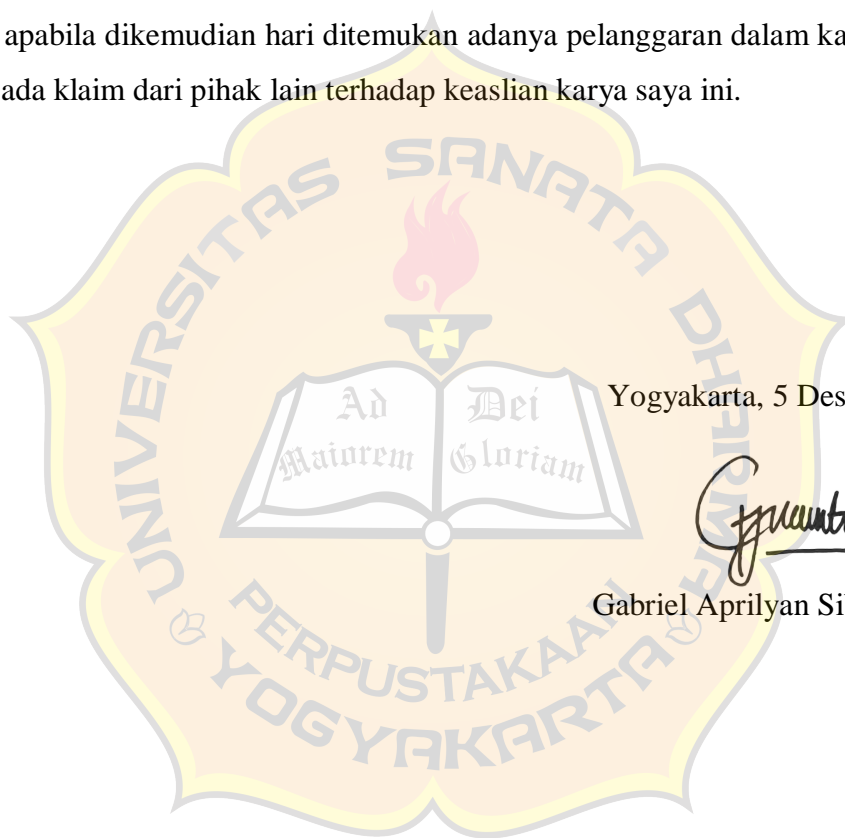 apabila dikemudian hari ditemukan adanya pelanggaran dalam ka
ada klaim dari pihak lain terhadap keaslian karya saya ini.
UNIVERSITAS SANATA DHARMA
Ad Dei
Maiorem Gloriam
Yogyakarta, 5 Des
Gabriel Aprilyan Si
PERPUSTAKAAN
YOGYAKARTA